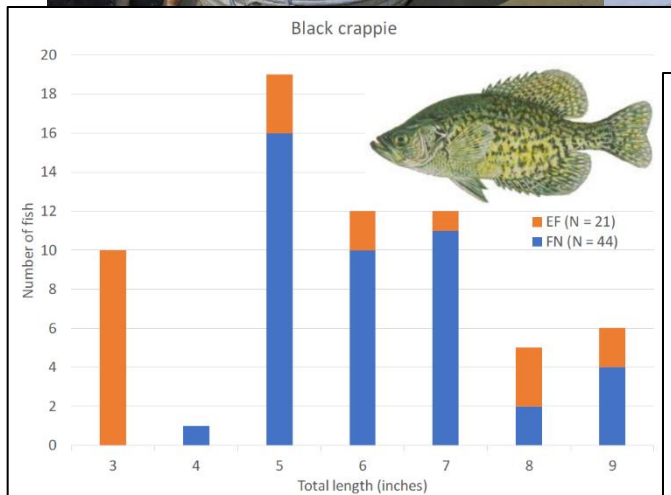 Black crappie
20
18
16
14
12
10
8
6
4
2
0
Number of fish
EF (N = 21)
FN (N = 44)
3 4 5 6 7 8 9
Total length (inches)